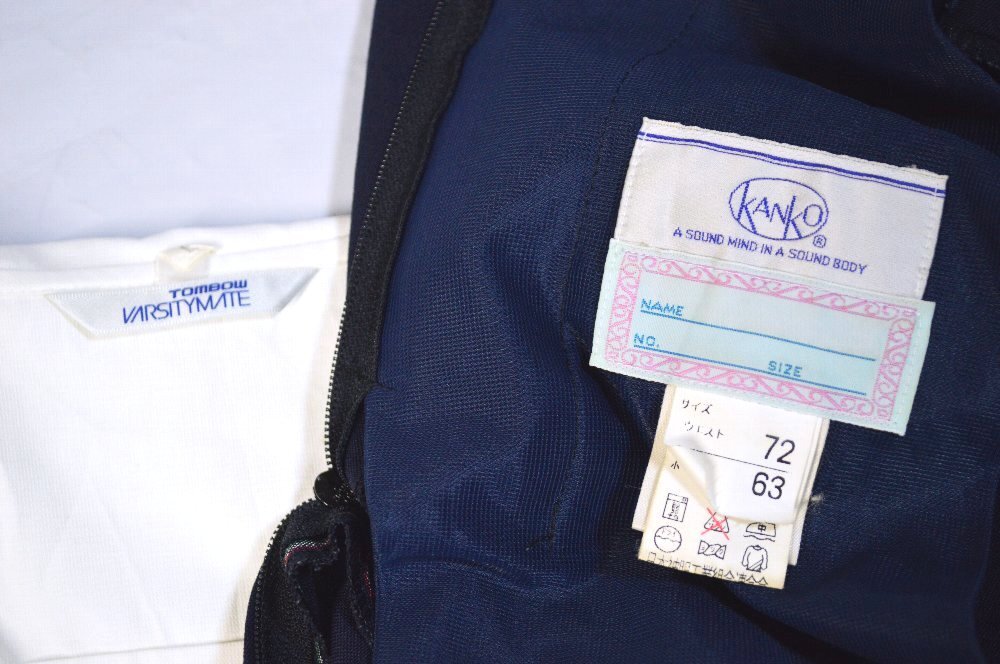 TOMBOW
VARSITYMATE
KANKO
®
A SOUND MIND IN A SOUND BODY
NAME
NO.
SIZE
サイズ
ウエスト 72
63